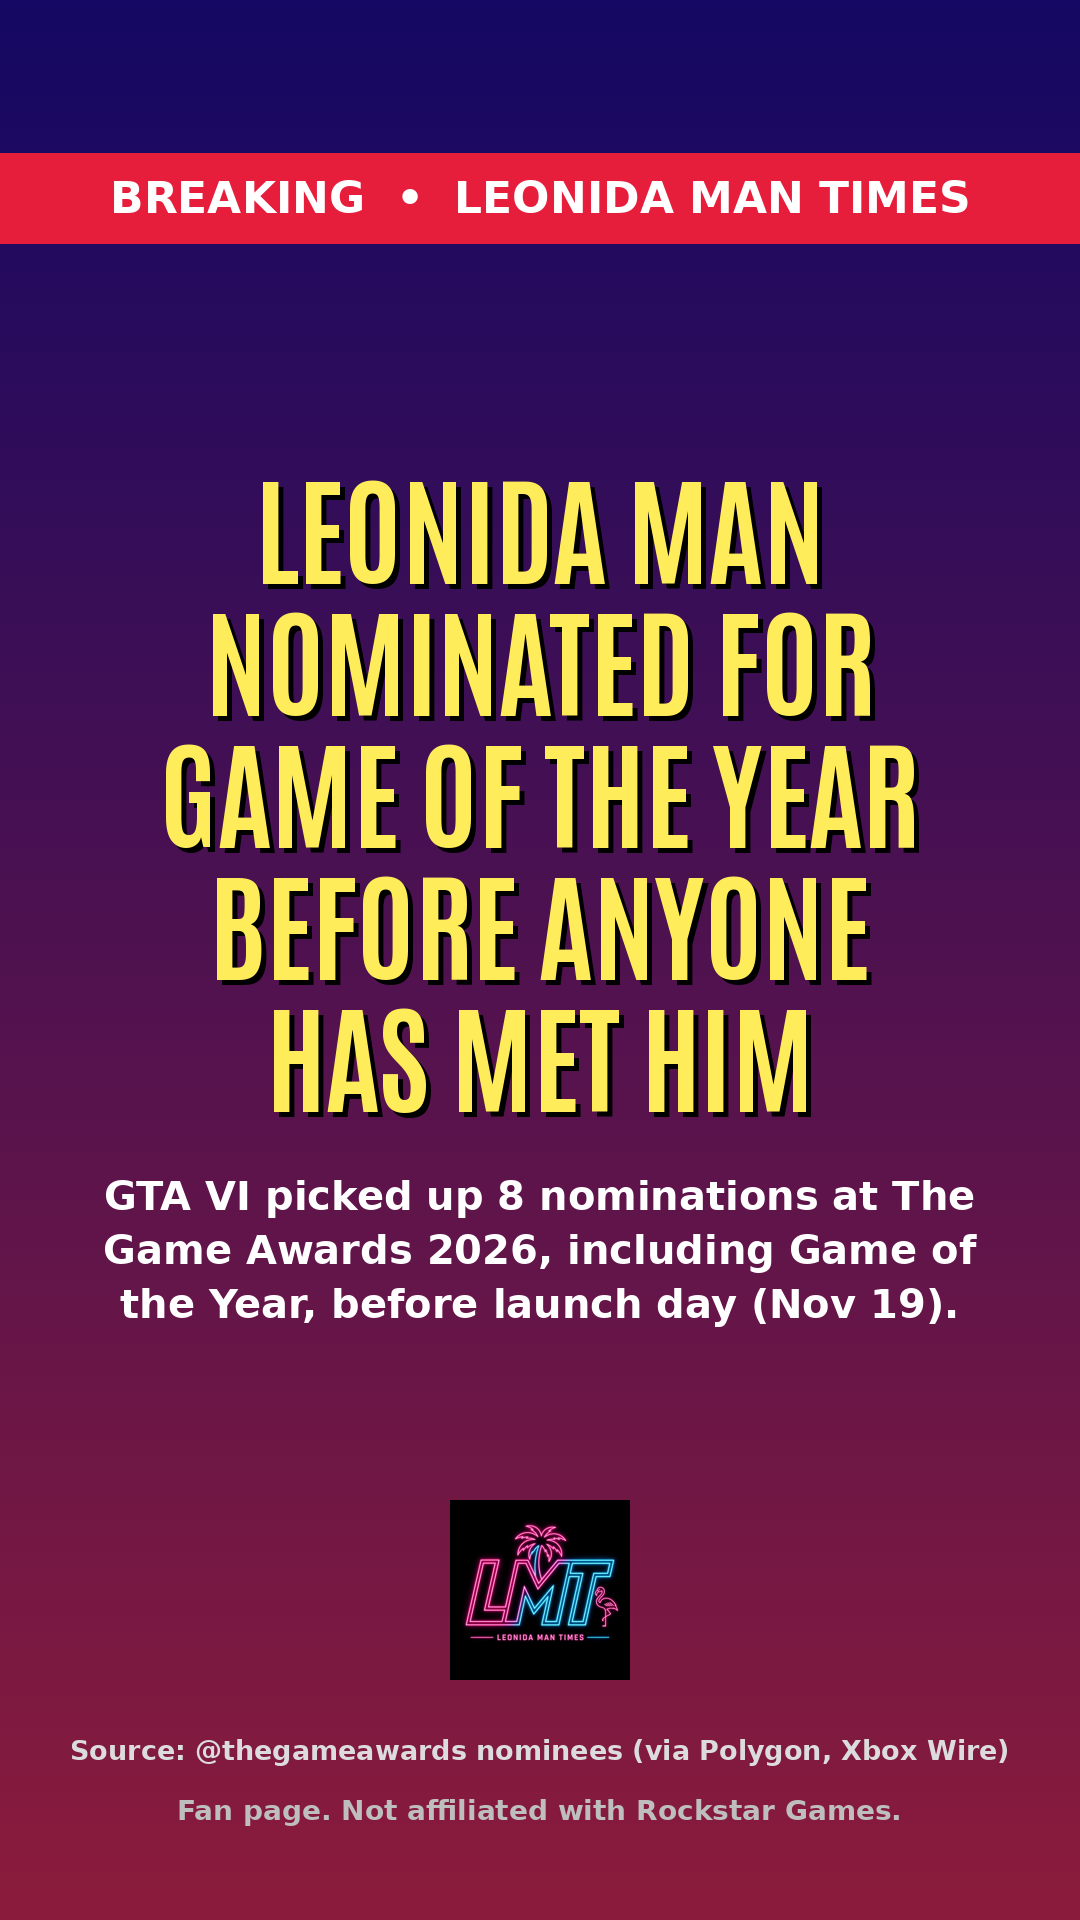 BREAKING • LEONIDA MAN TIMES
LEONIDA MAN
NOMINATED FOR
GAME OF THE YEAR
BEFORE ANYONE
HAS MET HIM
GTA VI picked up 8 nominations at The
Game Awards 2026, including Game of
the Year, before launch day (Nov 19).
LMT
LEONIDA MAN TIMES
Source: @thegameawards nominees (via Polygon, Xbox Wire)
Fan page. Not affiliated with Rockstar Games.